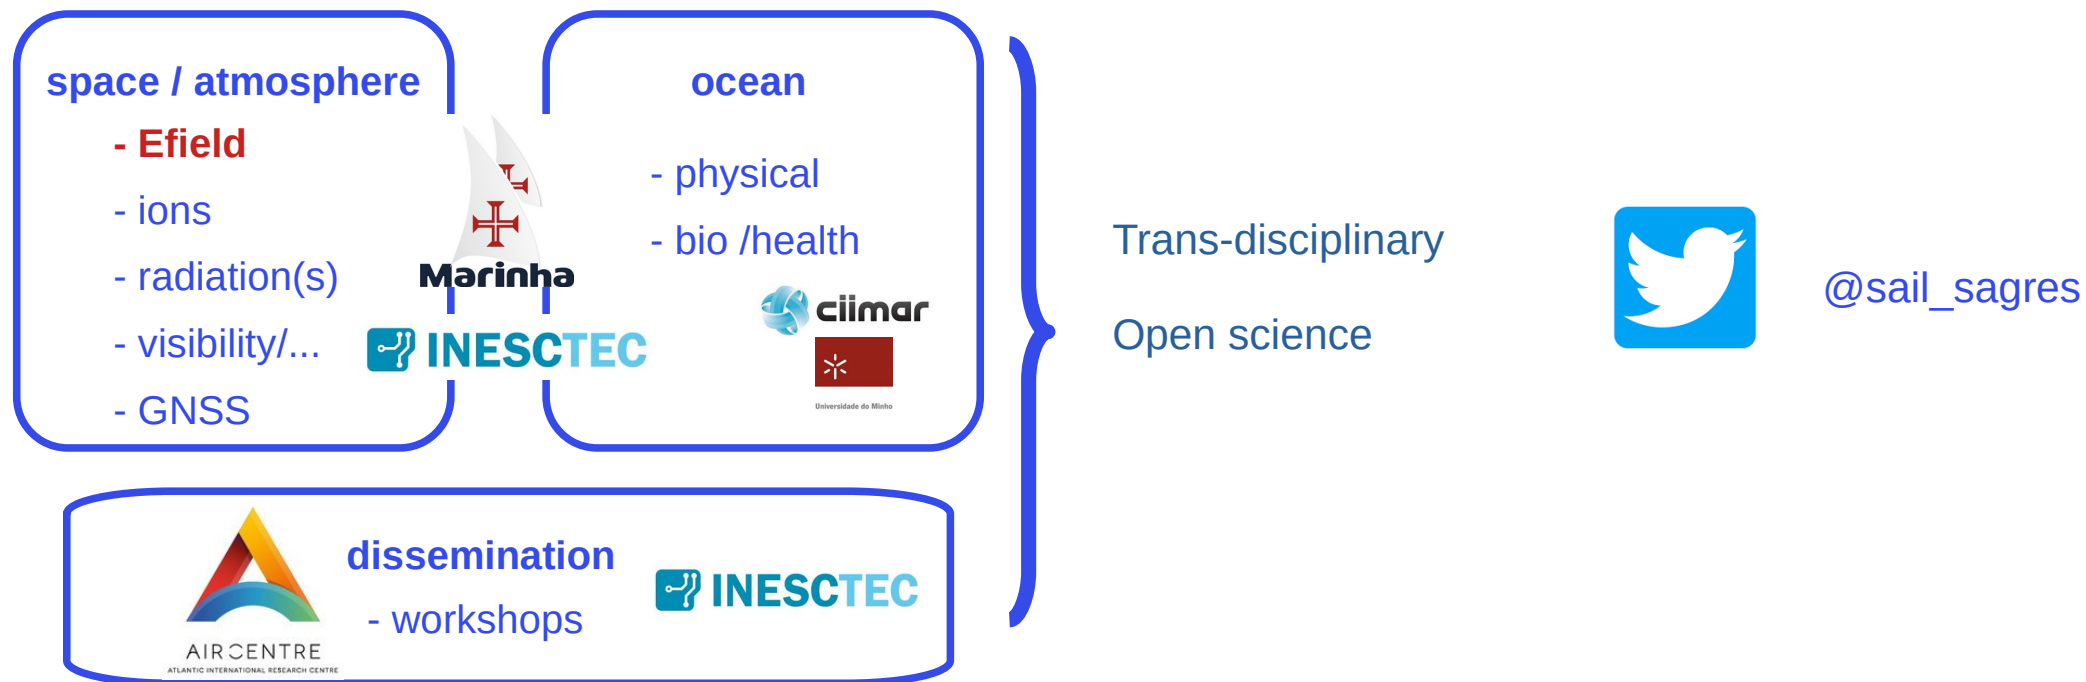 space / atmosphere
- Efield
- ions
- radiation(s)
- visibility/...
- GNSS
Marinha
INESCTEC
ocean
- physical
- bio /health
ciimar
Universidade do Minho
Trans-disciplinary
Open science
@sail_sagres
AIR CENTRE
ATLANTIC INTERNATIONAL RESEARCH CENTRE
dissemination
- workshops
INESCTEC